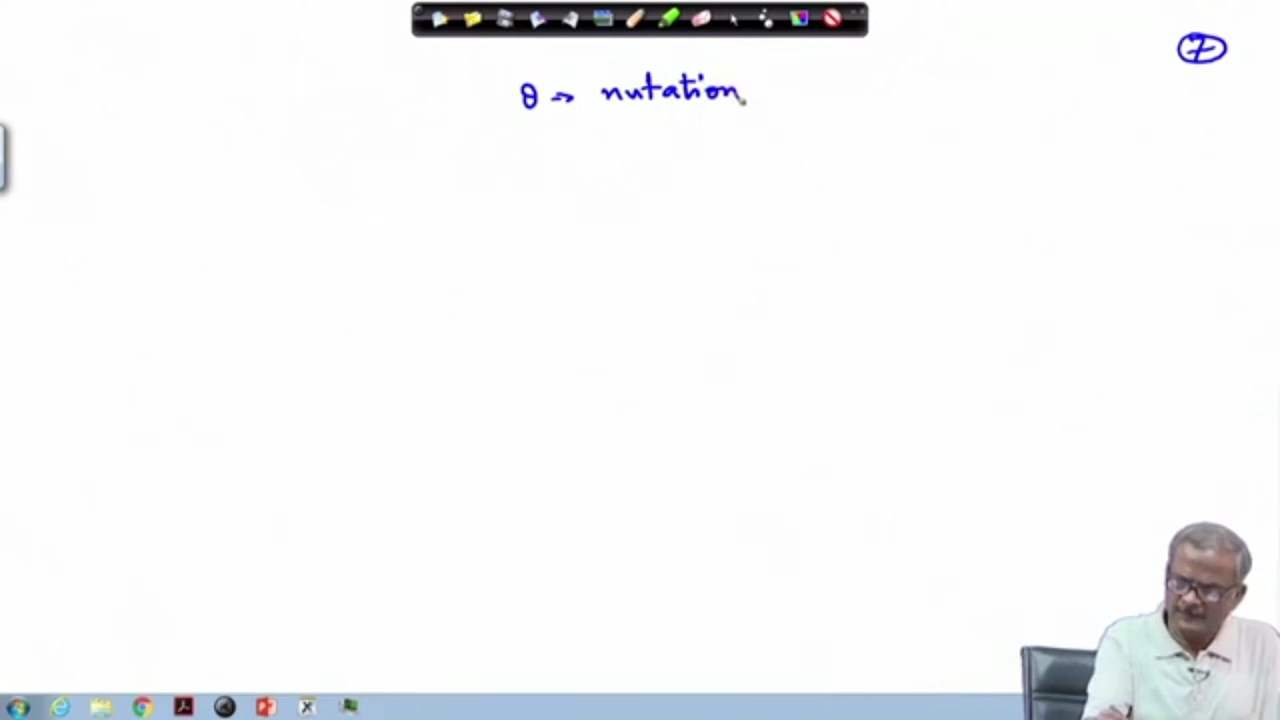 7
θ → nutation